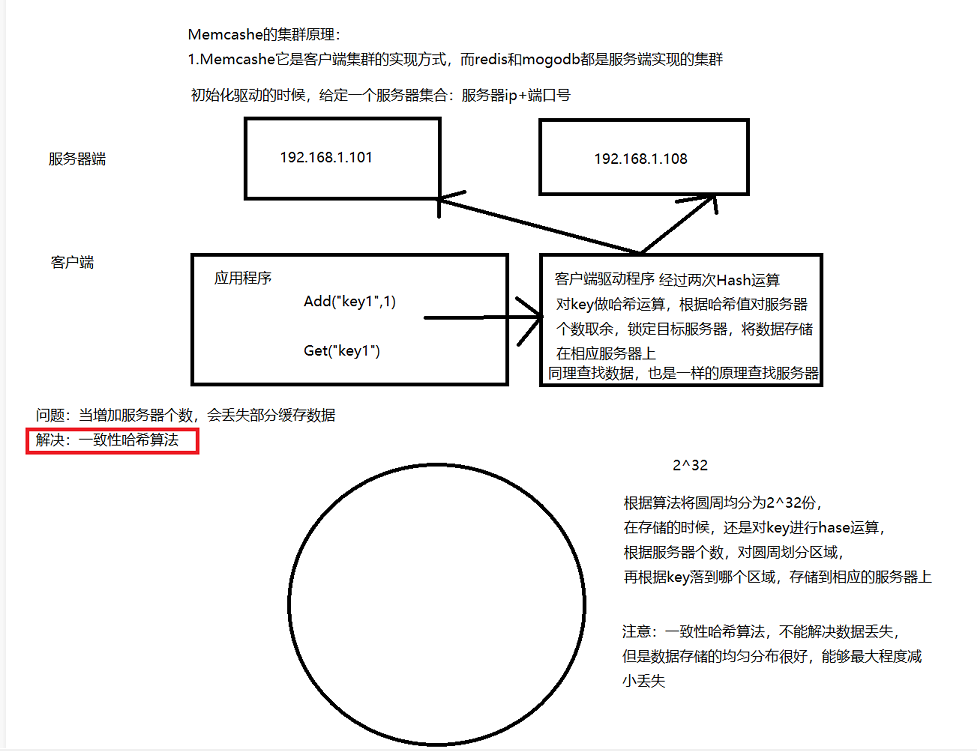 Memcashe的集群原理：
1.Memcashe它是客户端集群的实现方式，而redis和mogodb都是服务端实现的集群
初始化驱动的时候，给定一个服务器集合：服务器ip+端口号
服务器端
192.168.1.101
192.168.1.108
客户端
应用程序
Add("key1",1)
Get("key1")
客户端驱动程序 经过两次Hash运算
对key做哈希运算，根据哈希值对服务器
个数取余，锁定目标服务器，将数据存储
在相应服务器上
同理查找数据，也是一样的原理查找服务器
问题：当增加服务器个数，会丢失部分缓存数据
解决：一致性哈希算法
2^32
根据算法将圆周均分为2^32份，
在存储的时候，还是对key进行hase运算，
根据服务器个数，对圆周划分区域，
再根据key落到哪个区域，存储到相应的服务器上
注意：一致性哈希算法，不能解决数据丢失，
但是数据存储的均匀分布很好，能够最大程度减
小丢失